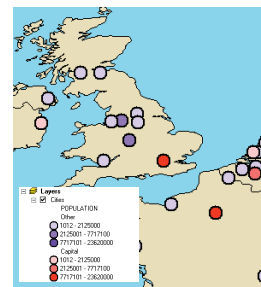 Layers
Cities
POPULATION
Other
1012 - 2125000
2125001 - 7717100
7717101 - 23620000
Capital
1012 - 2125000
2125001 - 7717100
7717101 - 23620000